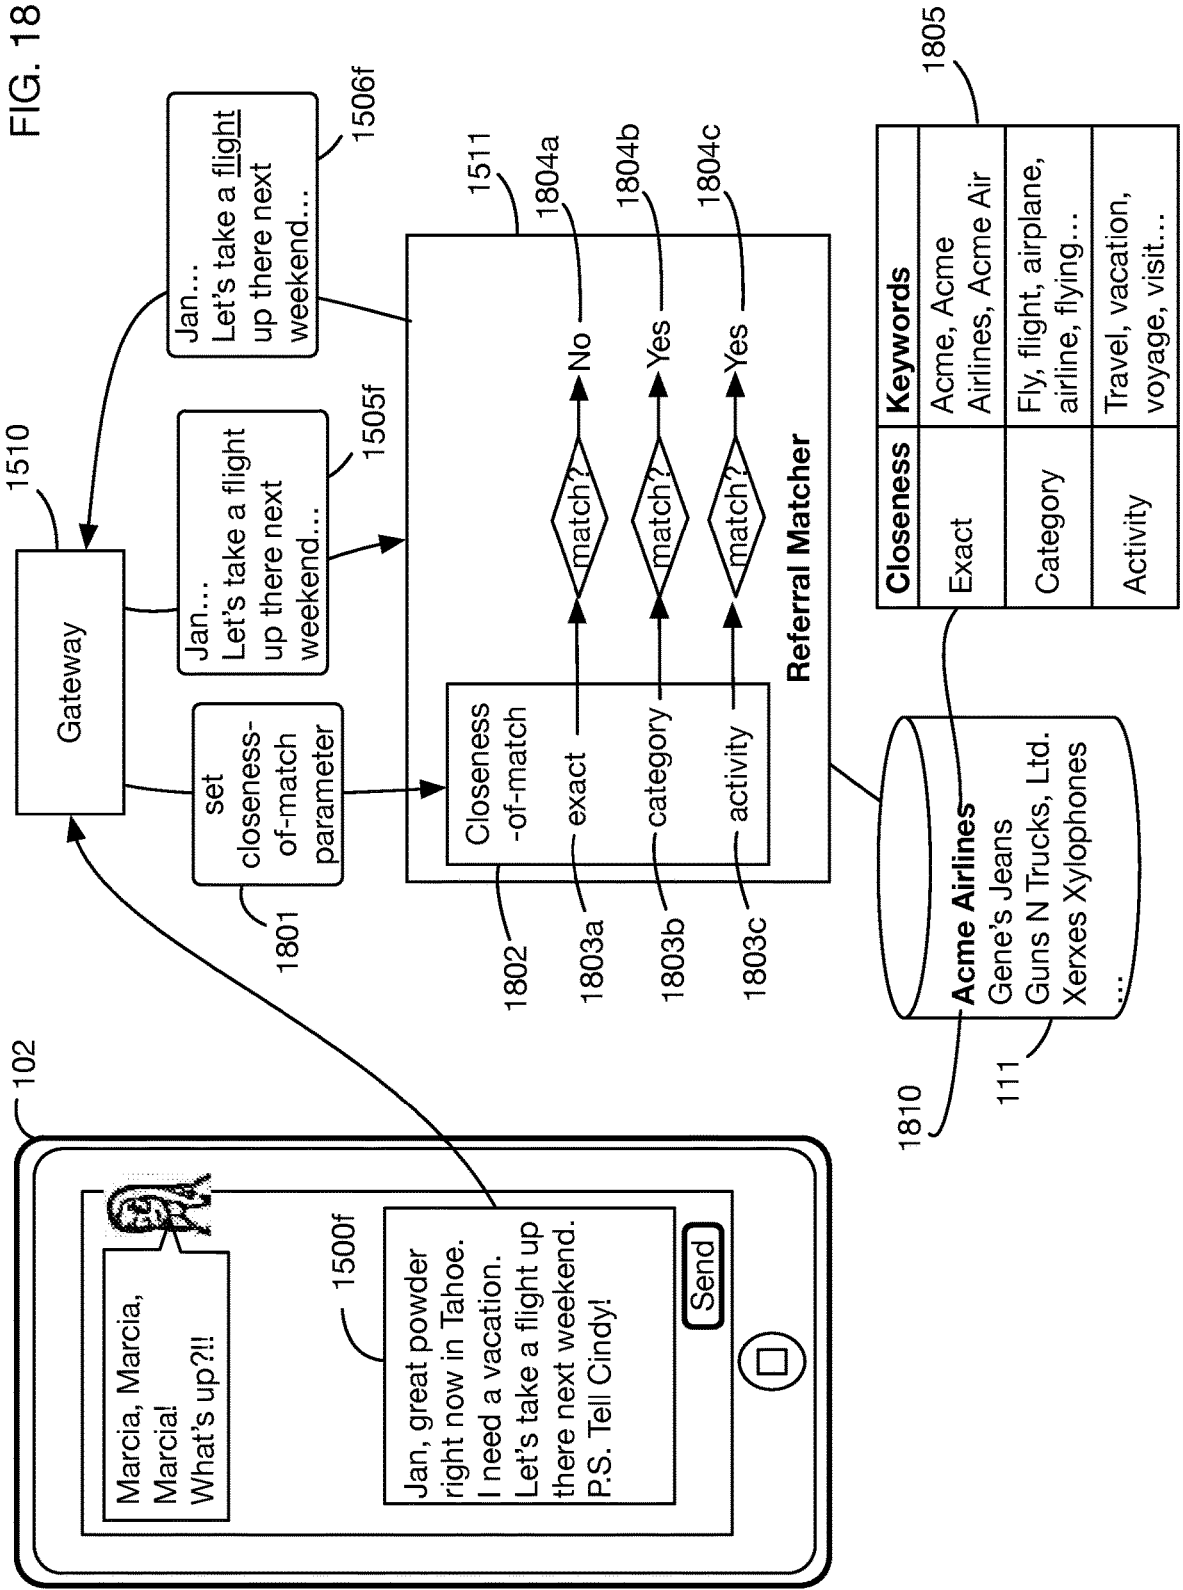 FIG. 18
102
Marcia, Marcia,
Marcia!
What's up?!!
1500f
Jan, great powder
right now in Tahoe.
I need a vacation.
Let's take a flight up
there next weekend.
P.S. Tell Cindy!
Send
Gateway
1510
set
closeness-
of-match
parameter
1801
Jan...
Let's take a flight
up there next
weekend...
1505f
Jan...
Let's take a flight
up there next
weekend...
1506f
1511
1802
Closeness
-of-match
1803a
exact
match?
No
1804a
1803b
category
match?
Yes
1804b
1803c
activity
match?
Yes
1804c
Referral Matcher
1810
111
Acme Airlines
Gene's Jeans
Guns N Trucks, Ltd.
Xerxes Xylophones
...
1805
Closeness Keywords
Exact
Acme, Acme
Airlines, Acme Air
Category
Fly, flight, airplane,
airline, flying...
Activity
Travel, vacation,
voyage, visit...